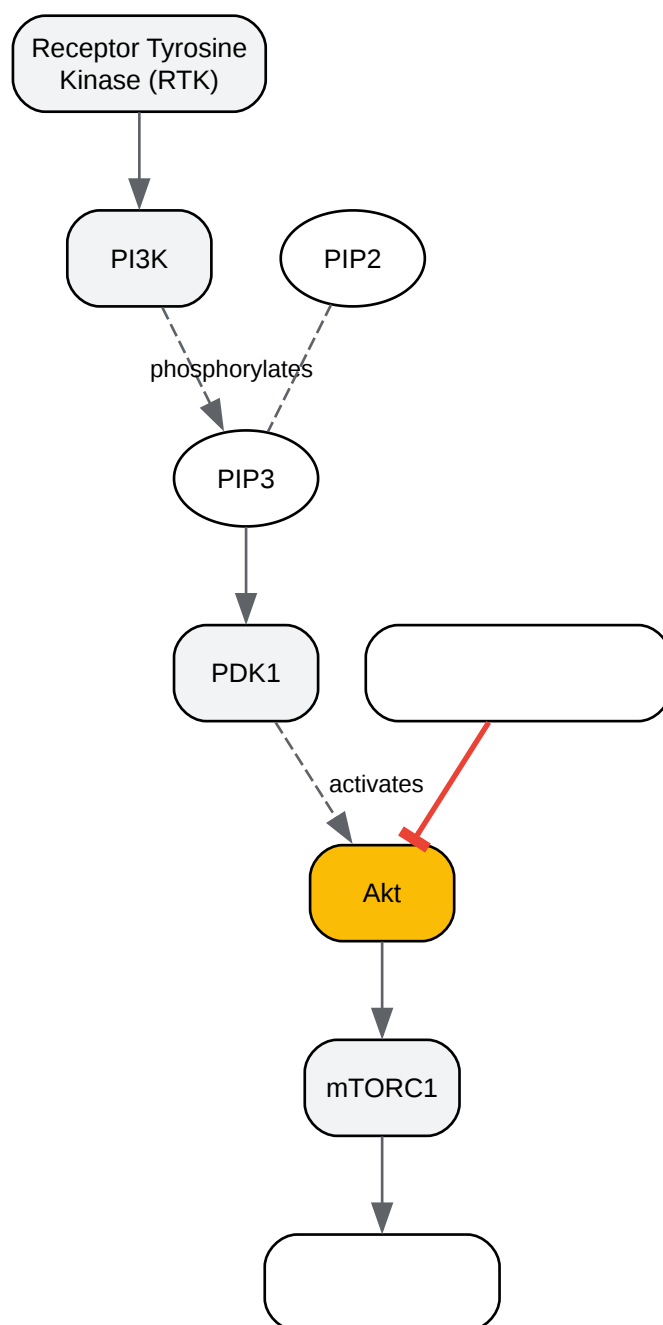 Receptor Tyrosine
Kinase (RTK)
PI3K
PIP2
phosphorylates
PIP3
PDK1
activates
Akt
mTORC1